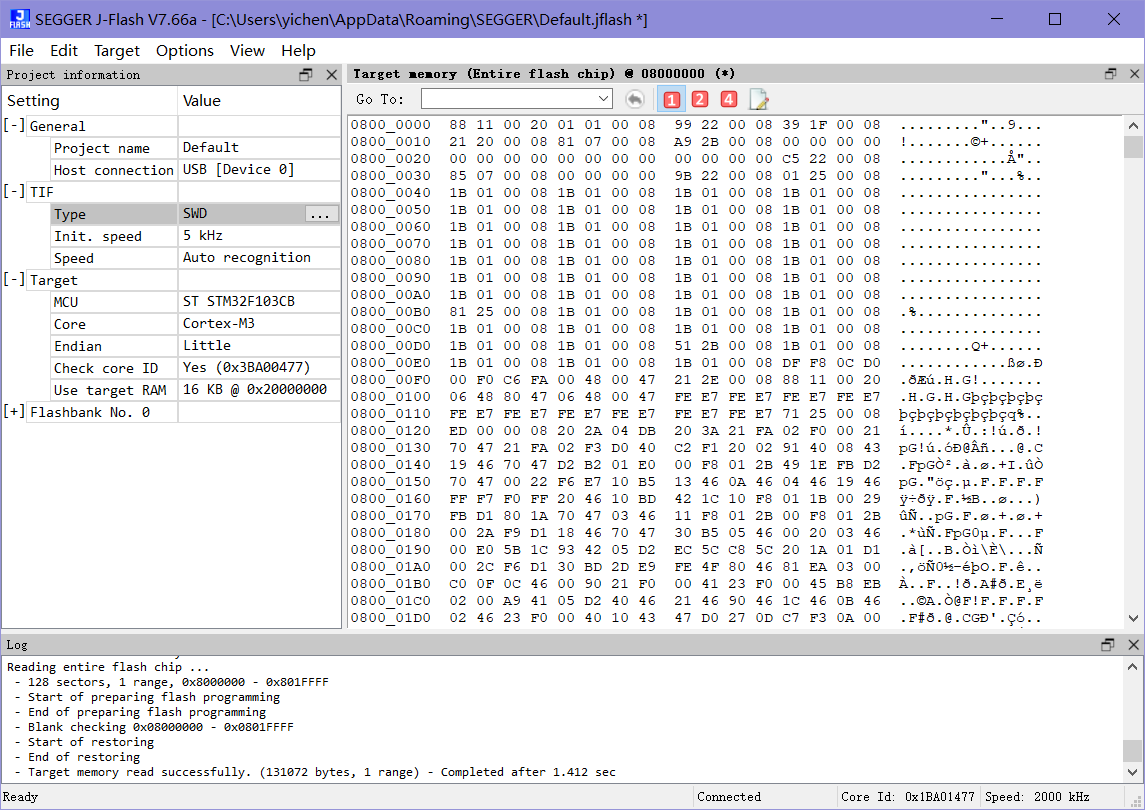 SEGGER J-Flash V7.66a - [C:\Users\yichen\AppData\Roaming\SEGGER\Default.jflash *]
File Edit Target Options View Help
Project information
Setting Value
[-] General
Project name Default
Host connection USB [Device 0]
[-] TIF
Type SWD ...
Init. speed 5 kHz
Speed Auto recognition
[-] Target
MCU ST STM32F103CB
Core Cortex-M3
Endian Little
Check core ID Yes (0x3BA00477)
Use target RAM 16 KB @ 0x20000000
[+] Flashbank No. 0
Target memory (Entire flash chip) @ 08000000 (*)
Go To: 1 2 4
0800_0000 88 11 00 20 01 01 00 08 99 22 00 08 39 1F 00 08 ........."..9...
0800_0010 21 20 00 08 81 07 00 08 A9 2B 00 08 00 00 00 00 !.......©+......
0800_0020 00 00 00 00 00 00 00 00 00 00 00 00 C5 22 00 08 ............Å"..
0800_0030 85 07 00 08 00 00 00 00 9B 22 00 08 01 25 00 08 ........."...%..
0800_0040 1B 01 00 08 1B 01 00 08 1B 01 00 08 1B 01 00 08 ................
0800_0050 1B 01 00 08 1B 01 00 08 1B 01 00 08 1B 01 00 08 ................
0800_0060 1B 01 00 08 1B 01 00 08 1B 01 00 08 1B 01 00 08 ................
0800_0070 1B 01 00 08 1B 01 00 08 1B 01 00 08 1B 01 00 08 ................
0800_0080 1B 01 00 08 1B 01 00 08 1B 01 00 08 1B 01 00 08 ................
0800_0090 1B 01 00 08 1B 01 00 08 1B 01 00 08 1B 01 00 08 ................
0800_00A0 1B 01 00 08 1B 01 00 08 1B 01 00 08 1B 01 00 08 ................
0800_00B0 81 25 00 08 1B 01 00 08 1B 01 00 08 1B 01 00 08 .%..............
0800_00C0 1B 01 00 08 1B 01 00 08 1B 01 00 08 1B 01 00 08 ................
0800_00D0 1B 01 00 08 1B 01 00 08 51 2B 00 08 1B 01 00 08 ........Q+......
0800_00E0 1B 01 00 08 1B 01 00 08 1B 01 00 08 DF F8 0C D0 ............ßø.Ð
0800_00F0 00 F0 C6 FA 00 48 00 47 21 2E 00 08 88 11 00 20 .ðÆú.H.G!....... 
0800_0100 06 48 80 47 06 48 00 47 FE E7 FE E7 FE E7 FE E7 .H.G.H.Gþçþçþçþç
0800_0110 FE E7 FE E7 FE E7 FE E7 FE E7 FE E7 71 25 00 08 þçþçþçþçþçþçq%..
0800_0120 ED 00 00 08 20 2A 04 DB 20 3A 21 FA 02 F0 00 21 í....*.Û.:!ú.ð.!
0800_0130 70 47 21 FA 02 F3 D0 40 C2 F1 20 02 91 40 08 43 pG!ú.óÐ@Âñ...@.C
0800_0140 19 46 70 47 D2 B2 01 E0 00 F8 01 2B 49 1E FB D2 .FpGÒ².à.ø.+I.ûÒ
0800_0150 70 47 00 22 F6 E7 10 B5 13 46 0A 46 04 46 19 46 pG."öç.µ.F.F.F.F
0800_0160 FF F7 F0 FF 20 46 10 BD 42 1C 10 F8 01 1B 00 29 ÿ÷ðÿ.F.½B..ø...)
0800_0170 FB D1 80 1A 70 47 03 46 11 F8 01 2B 00 F8 01 2B ûÑ..pG.F.ø.+.ø.+
0800_0180 00 2A F9 D1 18 46 70 47 30 B5 05 46 00 20 03 46 .*ùÑ.FpG0µ.F...F
0800_0190 00 E0 5B 1C 93 42 05 D2 EC 5C C8 5C 20 1A 01 D1 .à[..B.Òì\È\...Ñ
0800_01A0 00 2C F6 D1 30 BD 2D E9 FE 4F 80 46 81 EA 03 00 .,öÑ0½-éþO.F.ê..
0800_01B0 C0 0F 0C 46 00 90 21 F0 00 41 23 F0 00 45 B8 EB À..F..!ð.A#ð.E¸ë
0800_01C0 02 00 A9 41 05 D2 40 46 21 46 90 46 1C 46 0B 46 ..©A.Ò@F!F.F.F.F
0800_01D0 02 46 23 F0 00 40 10 43 47 D0 27 0D C7 F3 0A 00 .F#ð.@.CGÐ'.Çó..
Log
Reading entire flash chip ...
- 128 sectors, 1 range, 0x8000000 - 0x801FFFF
- Start of preparing flash programming
- End of preparing flash programming
- Blank checking 0x08000000 - 0x0801FFFF
- Start of restoring
- End of restoring
- Target memory read successfully. (131072 bytes, 1 range) - Completed after 1.412 sec
Ready Connected Core Id: 0x1BA01477 Speed: 2000 kHz